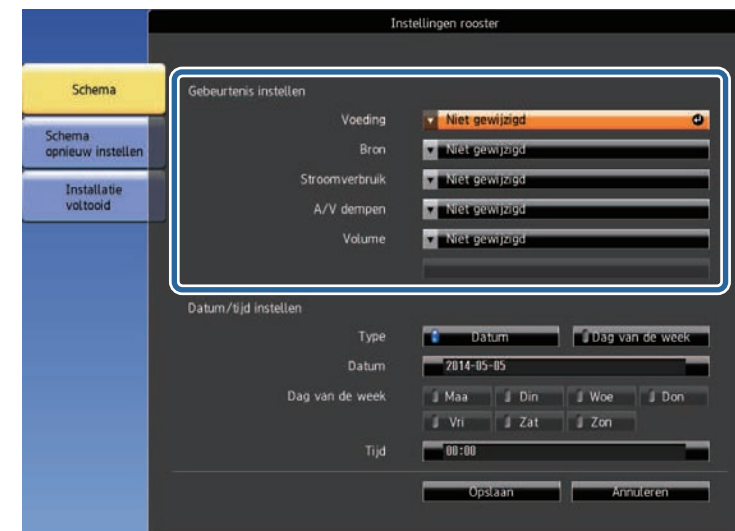 Instellingen rooster
Schema
Schema
opnieuw instellen
Installatie
voltooid
Gebeurtenis instellen
Voeding Niet gewijzigd
Bron Niet gewijzigd
Stroomverbruik Niet gewijzigd
A/V dempen Niet gewijzigd
Volume Niet gewijzigd
Datum/tijd instellen
Type Datum Dag van de week
Datum 2014-05-05
Dag van de week Maa Din Woe Don
Vri Zat Zon
Tijd 00:00
Opslaan Annuleren